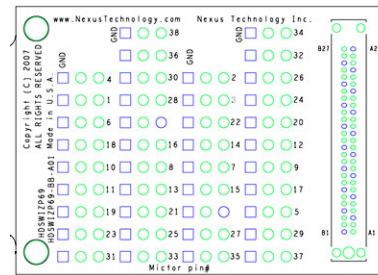 www.NexusTechnology.com Nexus Technology Inc.
Copyright (C) 2007
ALL RIGHTS RESERVED
Made in U.S.A.
HDSWIZP69
HDSWIZP69-BB-A01
GND GND
38 GND 34
36 32
4 30 2 26
1 28 3 24
6 22 20
18 16 14 12
10 8 7 9
11 13 15 17
19 21 5
23 25 27 29
31 33 35 37
Mictor pin#
B27 A2
B1 A1